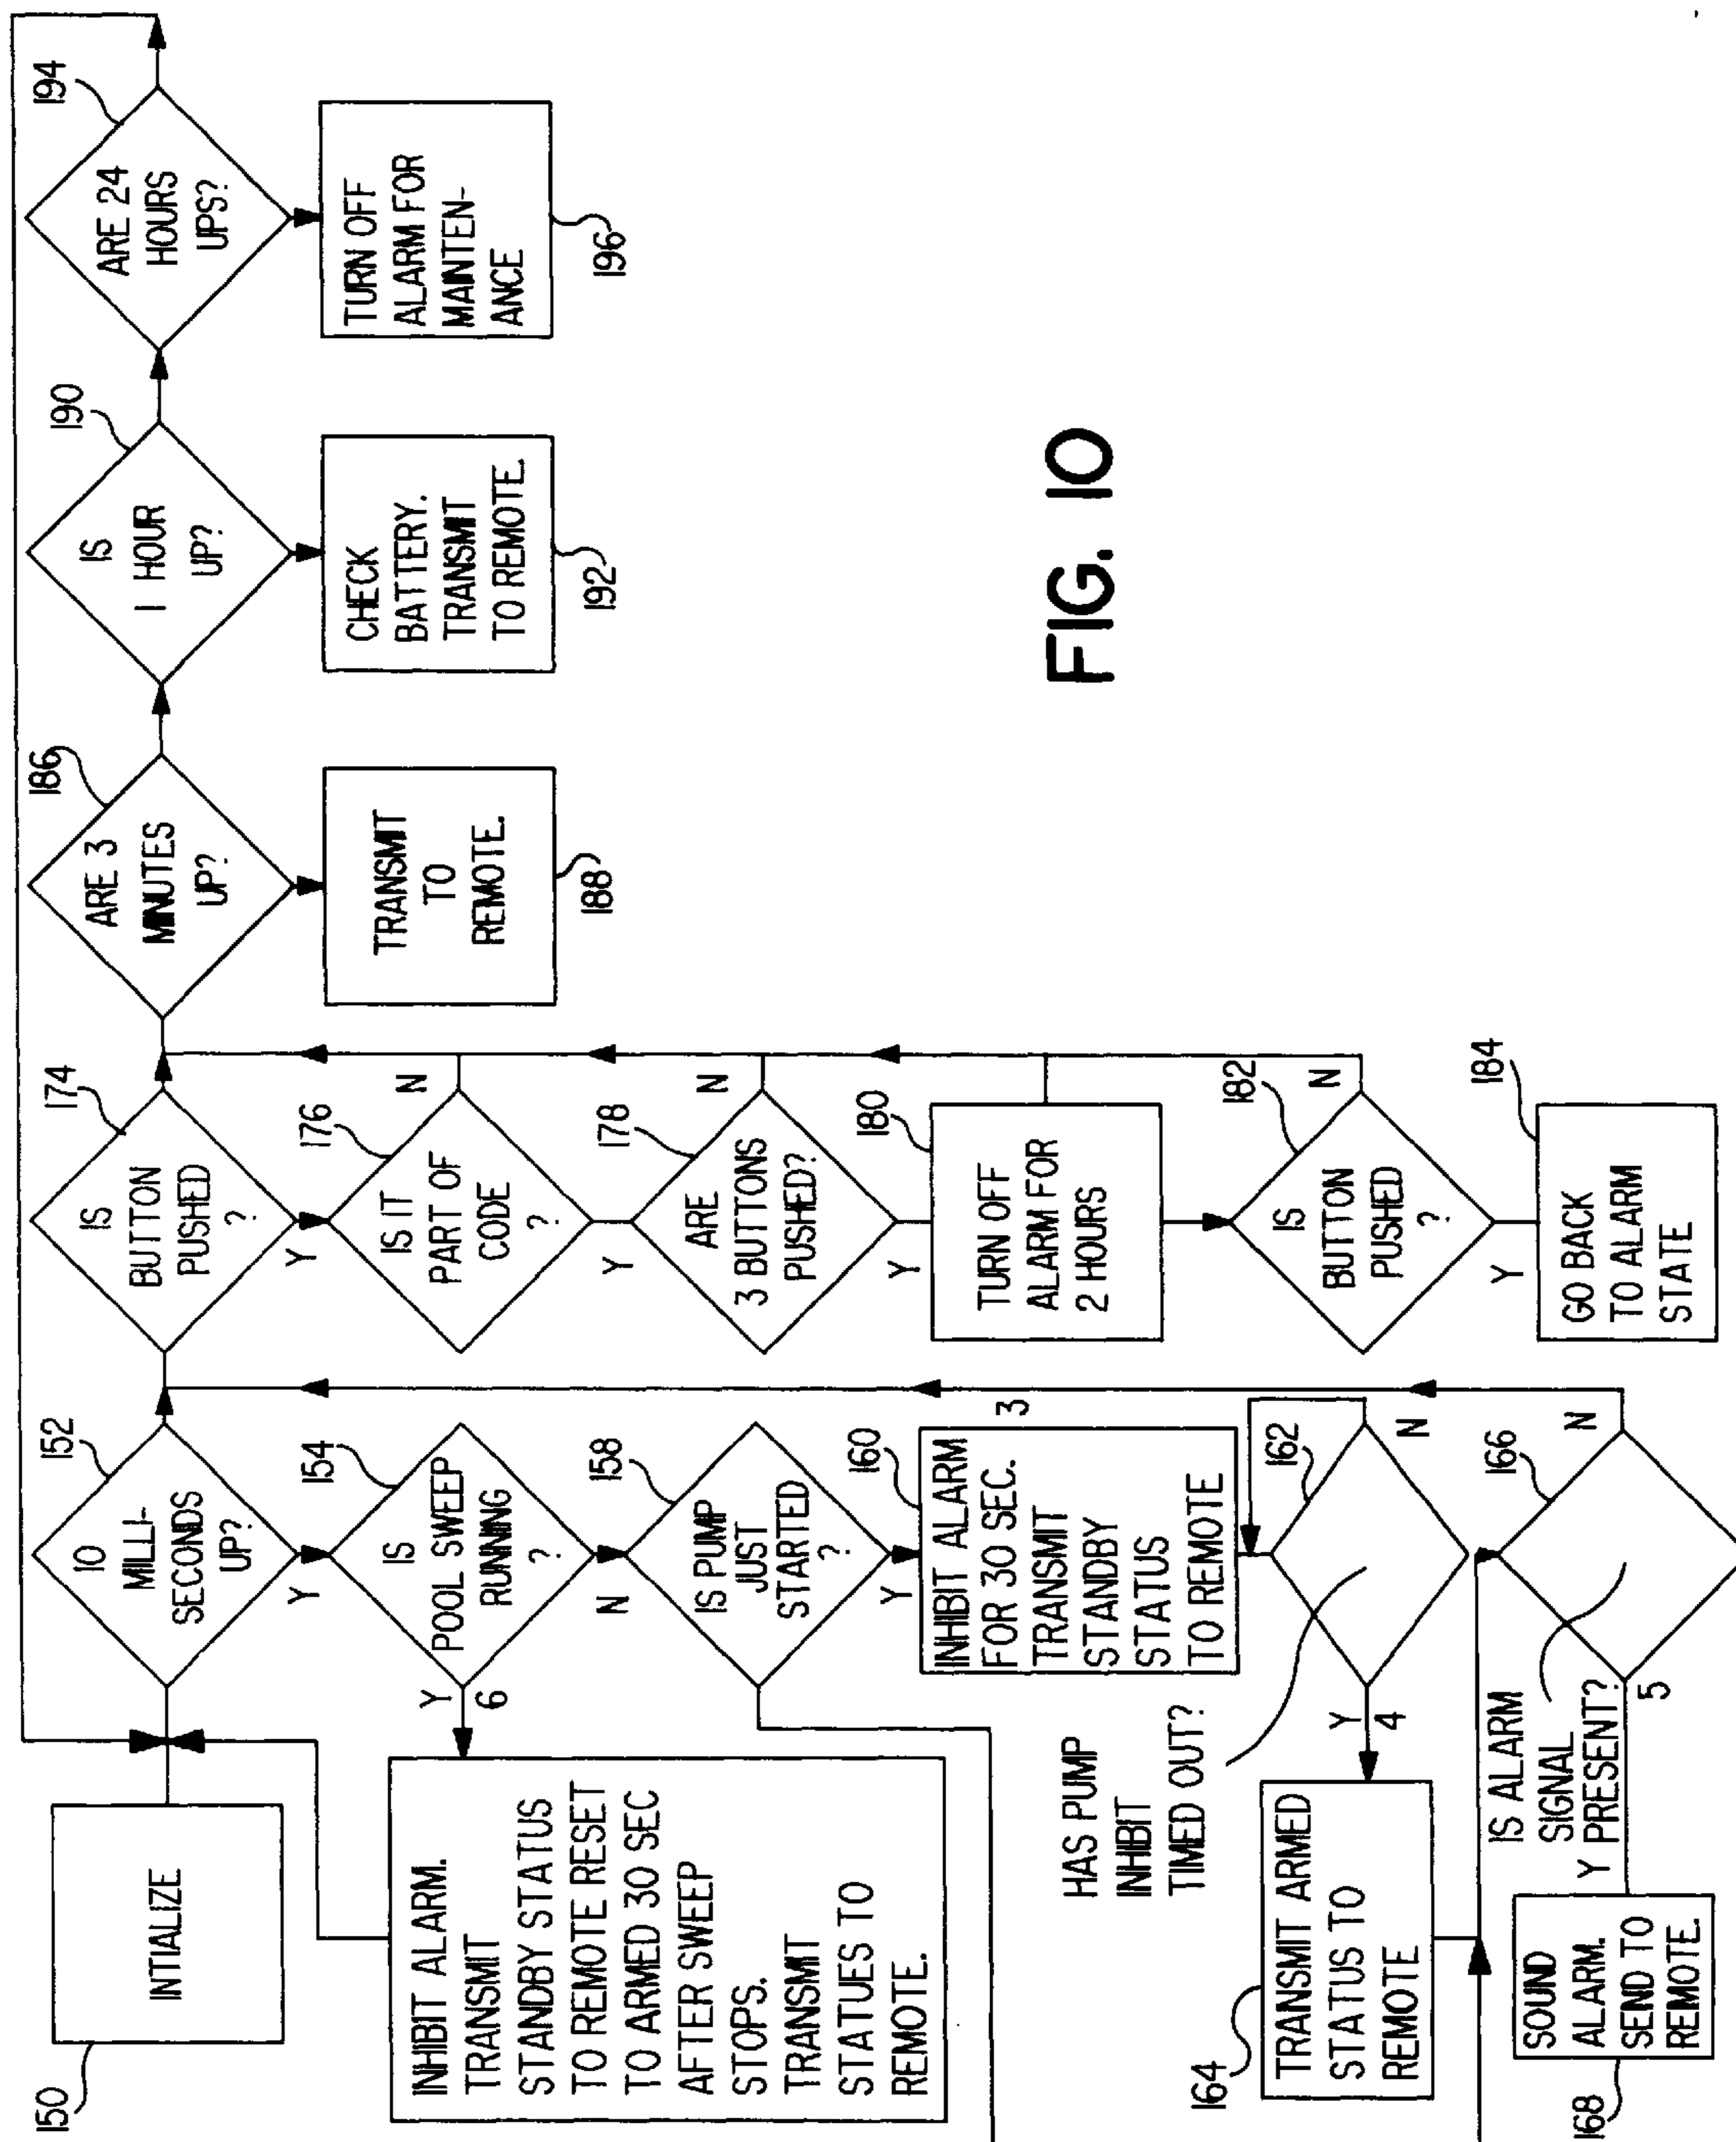 150
INTIALIZE
152
10
MILLI-
SECONDS
UP?
Y
154
IS
POOL SWEEP
RUNNING
?
Y
6
N
INHIBIT ALARM.
TRANSMIT
STANDBY STATUS
TO REMOTE RESET
TO ARMED 30 SEC
AFTER SWEEP
STOPS.
TRANSMIT
STATUES TO
REMOTE.
158
IS PUMP
JUST
STARTED
?
Y
160
INHIBIT ALARM
FOR 30 SEC.
TRANSMIT
STANDBY
STATUS
TO REMOTE
3
162
HAS PUMP
INHIBIT
TIMED OUT?
N
Y
4
164
TRANSMIT ARMED
STATUS TO
REMOTE
166
IS ALARM
SIGNAL
PRESENT?
N
Y
5
168
SOUND
ALARM.
SEND TO
REMOTE.
174
IS
BUTTON
PUSHED
?
Y
176
IS IT
PART OF
CODE
?
N
Y
178
ARE
3 BUTTONS
PUSHED?
N
Y
180
TURN OFF
ALARM FOR
2 HOURS
182
IS
BUTTON
PUSHED
?
N
Y
184
GO BACK
TO ALARM
STATE
186
ARE 3
MINUTES
UP?
TRANSMIT
TO
REMOTE.
188
190
IS
1 HOUR
UP?
CHECK
BATTERY.
TRANSMIT
TO REMOTE.
192
194
ARE 24
HOURS
UPS?
TURN OFF
ALARM FOR
MAINTEN-
ANCE
196
FIG. 10